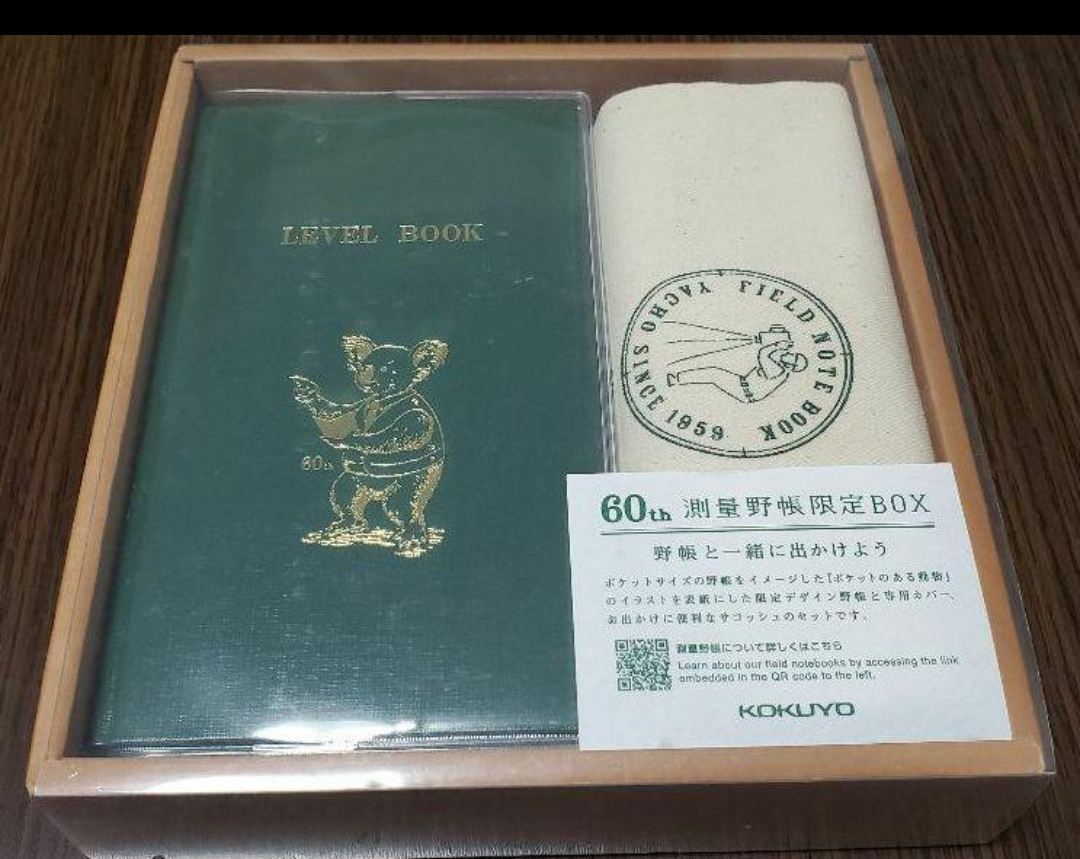 LEVEL BOOK
60th
YACHO FIELD NOTE BOOK
SINCE 1959
60th 測量野帳限定BOX
野帳と一緒に出かけよう
ポケットサイズの野帳をイメージした「ポケットのある動物」
のイラストを表紙にした限定デザイン野帳と専用カバー、
お出かけに便利なサコッシュのセットです。
測量野帳について詳しくはこちら
Learn about our field notebooks by accessing the link
embedded in the QR code to the left.
KOKUYO